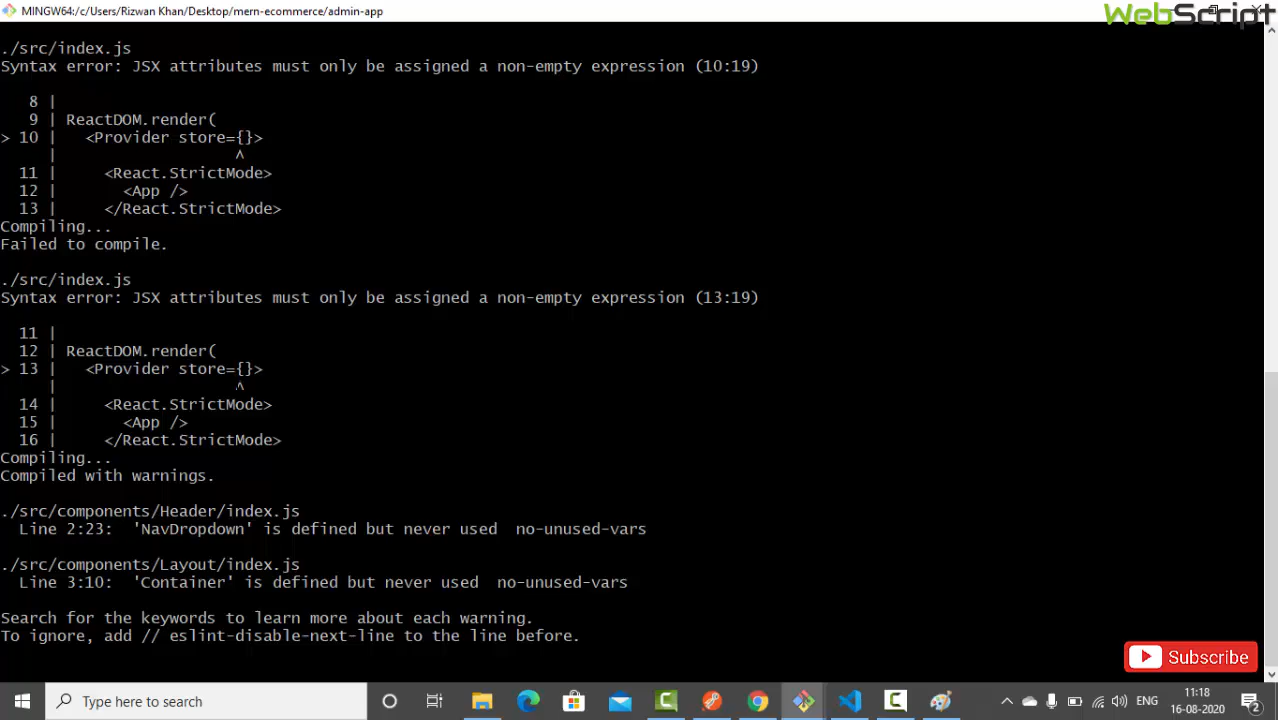 MINGW64:/c/Users/Rizwan Khan/Desktop/mern-ecommerce/admin-app
WebScript
./src/index.js
Syntax error: JSX attributes must only be assigned a non-empty expression (10:19)
8 |
9 | ReactDOM.render(
> 10 |   <Provider store={}>
|                    ^
11 |     <React.StrictMode>
12 |       <App />
13 |     </React.StrictMode>
Compiling...
Failed to compile.
./src/index.js
Syntax error: JSX attributes must only be assigned a non-empty expression (13:19)
11 |
12 | ReactDOM.render(
> 13 |   <Provider store={}>
|                    ^
14 |     <React.StrictMode>
15 |       <App />
16 |     </React.StrictMode>
Compiling...
Compiled with warnings.
./src/components/Header/index.js
Line 2:23:  'NavDropdown' is defined but never used  no-unused-vars
./src/components/Layout/index.js
Line 3:10:  'Container' is defined but never used  no-unused-vars
Search for the keywords to learn more about each warning.
To ignore, add // eslint-disable-next-line to the line before.
Subscribe
Type here to search
ENG
11:18
16-08-2020
2